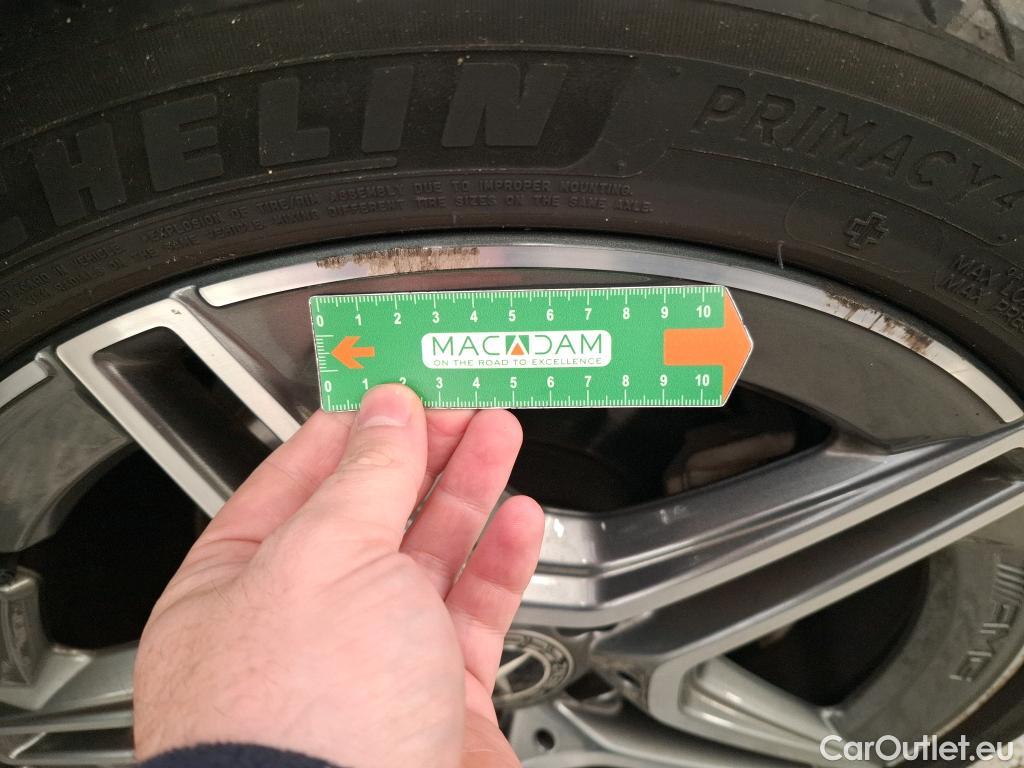 CHELIN
PRIMACY 4
EXPLOSION OF TIRE/RIM ASSEMBLY DUE TO IMPROPER MOUNTING.
MIXING DIFFERENT TIRE SIZES ON THE SAME AXLE.
0 1 2 3 4 5 6 7 8 9 10
MACADAM
ON THE ROAD TO EXCELLENCE
0 1 2 3 4 5 6 7 8 9 10
AMG
CarOutlet.eu